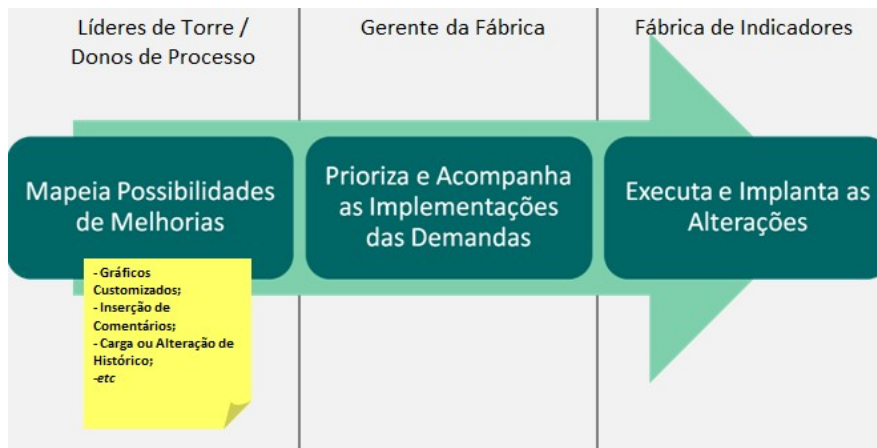 Líderes de Torre /
Donos de Processo
Gerente da Fábrica
Fábrica de Indicadores
Mapeia Possibilidades
de Melhorias
Prioriza e Acompanha
as Implementações
das Demandas
Executa e Implanta as
Alterações
- Gráficos
Customizados;
- Inserção de
Comentários;
- Carga ou Alteração de
Histórico;
-etc